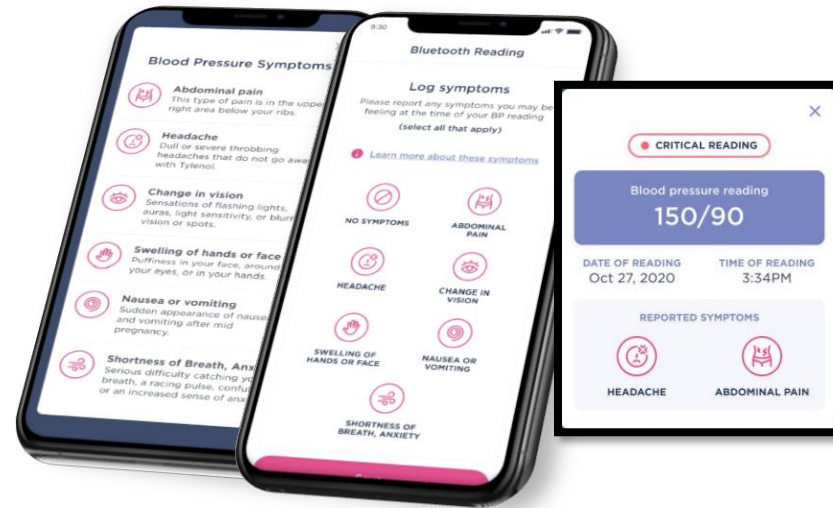 Blood Pressure Symptoms
Abdominal pain
This type of pain is in the upper
right area below your ribs.
Headache
Dull or severe throbbing
headaches that do not go away
with Tylenol.
Change in vision
Sensations of flashing lights,
auras, light sensitivity, or
vision or spots.
Swelling of hands or face
Puffiness in your face, around
your eyes, or in your hands.
Nausea or vomiting
Sudden appearance of
and vomiting after mid
pregnancy.
Shortness of Breath,
Serious difficulty catching
breath, a racing pulse,
or an increased sense of
9:30
Bluetooth Reading
Log symptoms
Please report any symptoms you may be
feeling at the time of your BP reading
(select all that apply)
Learn more about these symptoms
NO SYMPTOMS
ABDOMINAL
PAIN
HEADACHE
CHANGE IN
VISION
SWELLING OF
HANDS OR FACE
NAUSEA OR
VOMITING
SHORTNESS OF
BREATH, ANXIETY
CRITICAL READING
Blood pressure reading
150/90
DATE OF READING
Oct 27, 2020
TIME OF READING
3:34PM
REPORTED SYMPTOMS
HEADACHE
ABDOMINAL PAIN